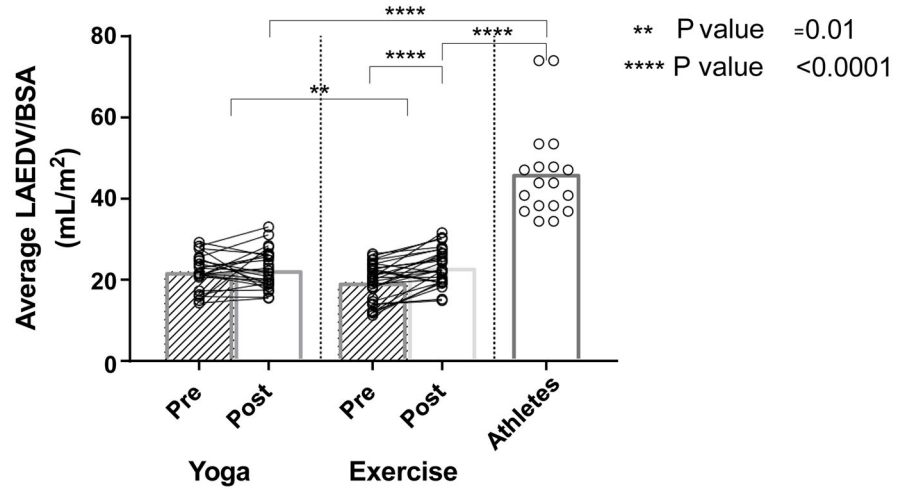 ****
** P value =0.01
80
****
****
**** P value <0.0001
**
60
Average LAEDV/BSA
(mL/m²)
40
20
0
Pre
Post
Pre
Post
Athletes
Yoga
Exercise